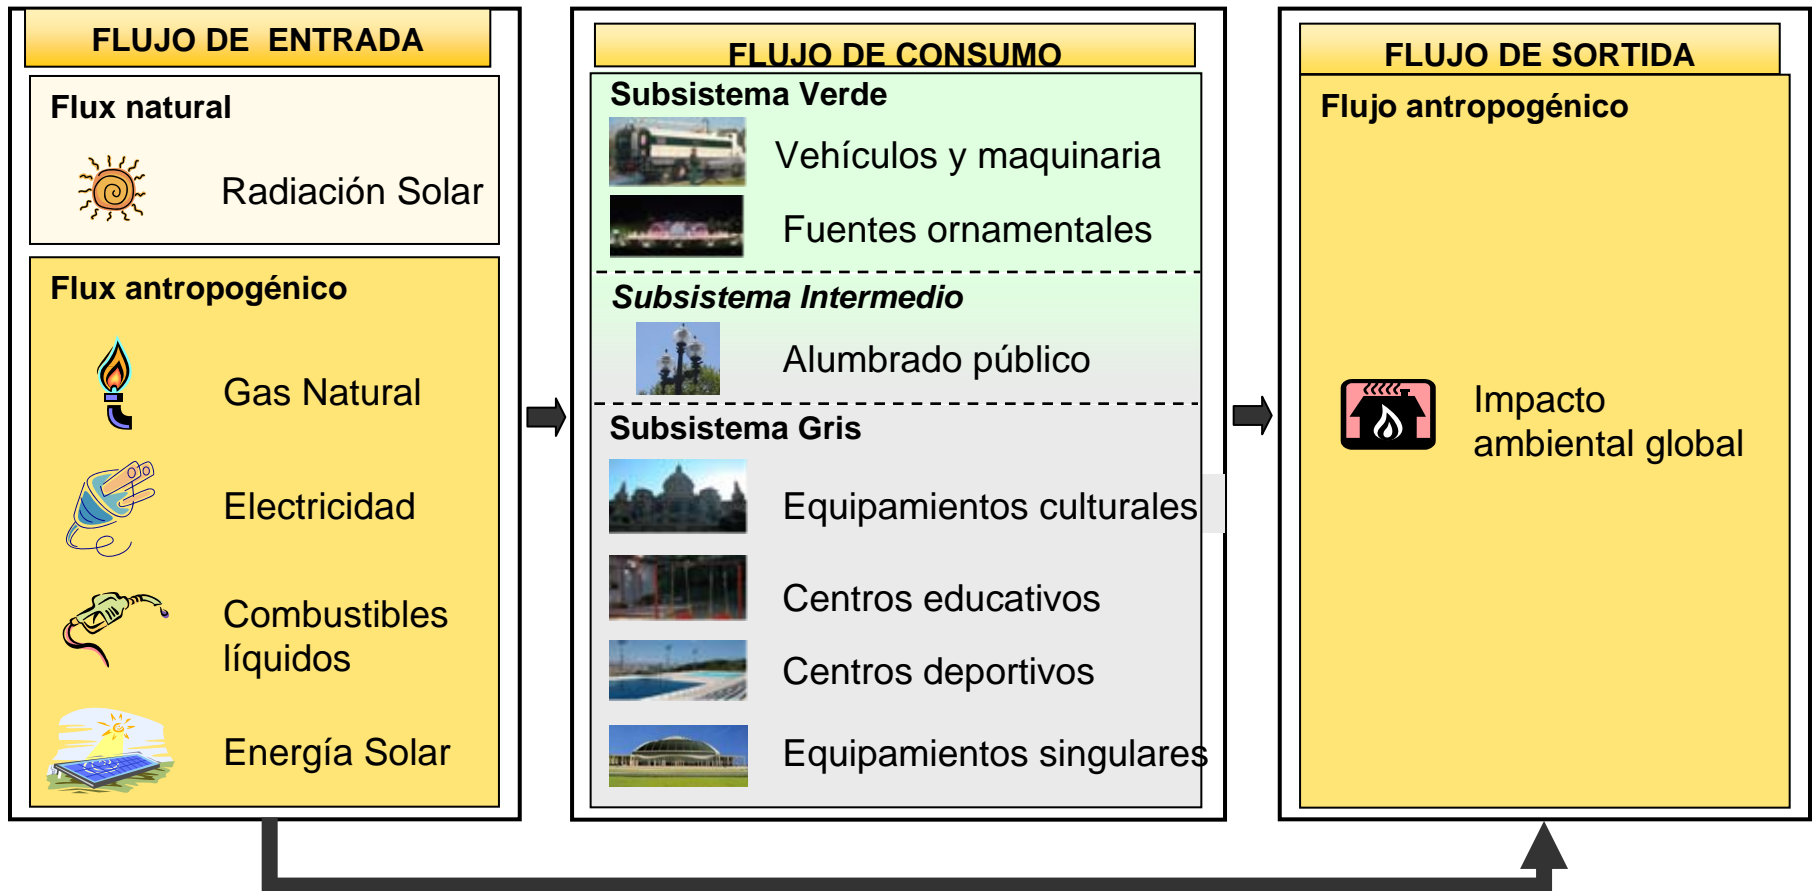 FLUJO DE ENTRADA
Flux natural
Radiación Solar
Flux antropogénico
Gas Natural
Electricidad
Combustibles
líquidos
Energía Solar
FLUJO DE CONSUMO
Subsistema Verde
Vehículos y maquinaria
Fuentes ornamentales
Subsistema Intermedio
Alumbrado público
Subsistema Gris
Equipamientos culturales
Centros educativos
Centros deportivos
Equipamientos singulares
FLUJO DE SORTIDA
Flujo antropogénico
Impacto
ambiental global